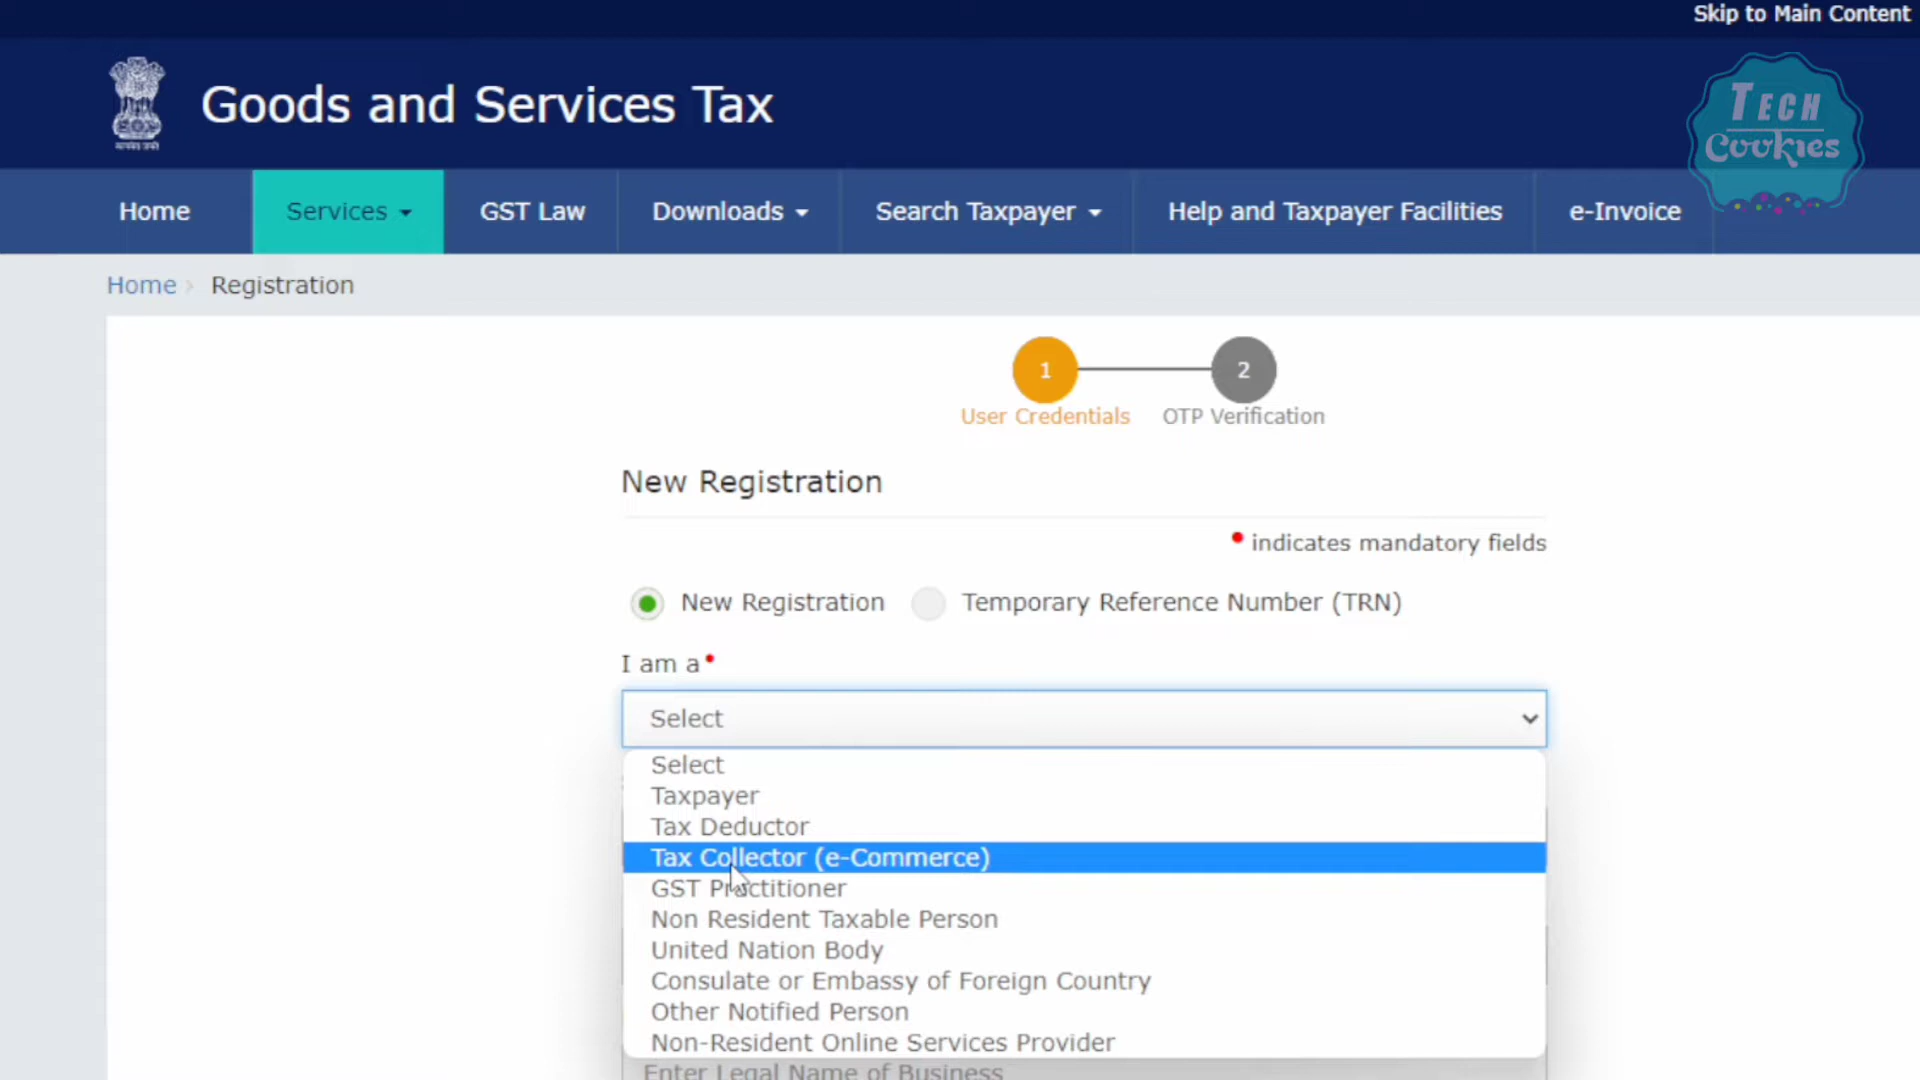 Skip to Main Content
Goods and Services Tax
TECH
Cookies
Home
Services
GST Law
Downloads
Search Taxpayer
Help and Taxpayer Facilities
e-Invoice
Home › Registration
1
2
User Credentials
OTP Verification
New Registration
• indicates mandatory fields
New Registration
Temporary Reference Number (TRN)
I am a•
Select
Select
Taxpayer
Tax Deductor
Tax Collector (e-Commerce)
GST Practitioner
Non Resident Taxable Person
United Nation Body
Consulate or Embassy of Foreign Country
Other Notified Person
Non-Resident Online Services Provider
Enter Legal Name of Business